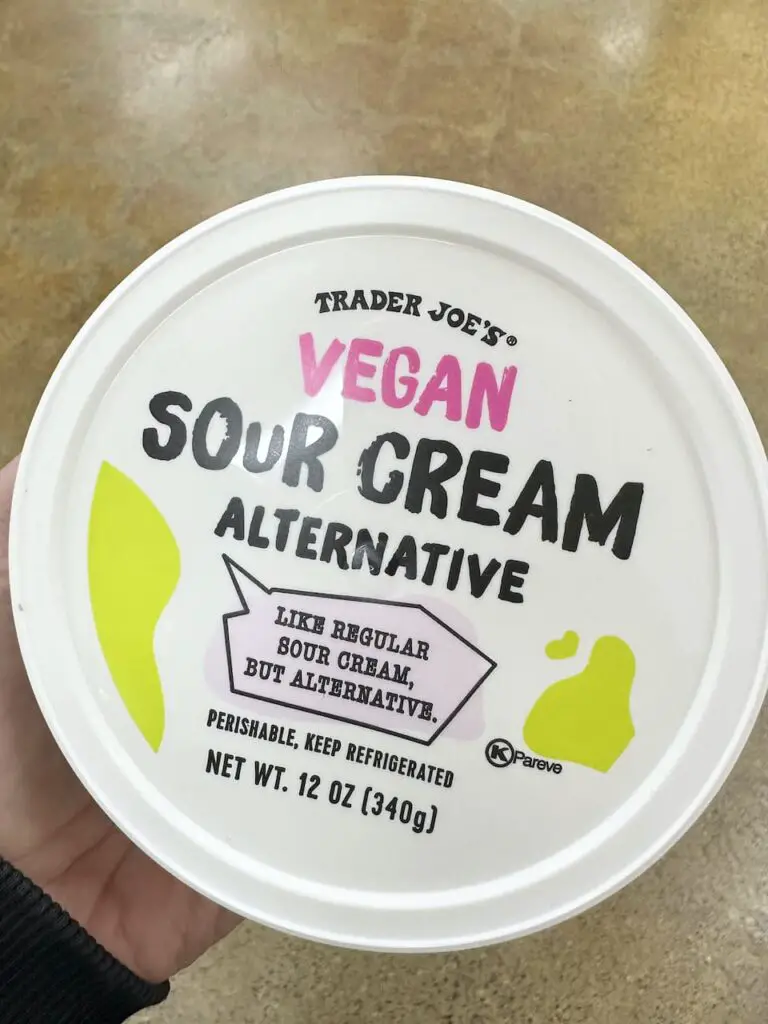 TRADER JOE'S®
VEGAN
SOUR CREAM
ALTERNATIVE
LIKE REGULAR
SOUR CREAM,
BUT ALTERNATIVE.
PERISHABLE, KEEP REFRIGERATED
NET WT. 12 OZ (340g)
K Pareve